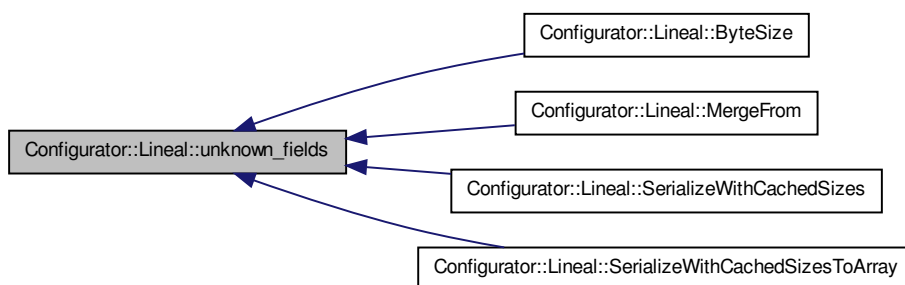 Configurator::Lineal::ByteSize
Configurator::Lineal::MergeFrom
Configurator::Lineal::unknown_fields
Configurator::Lineal::SerializeWithCachedSizes
Configurator::Lineal::SerializeWithCachedSizesToArray